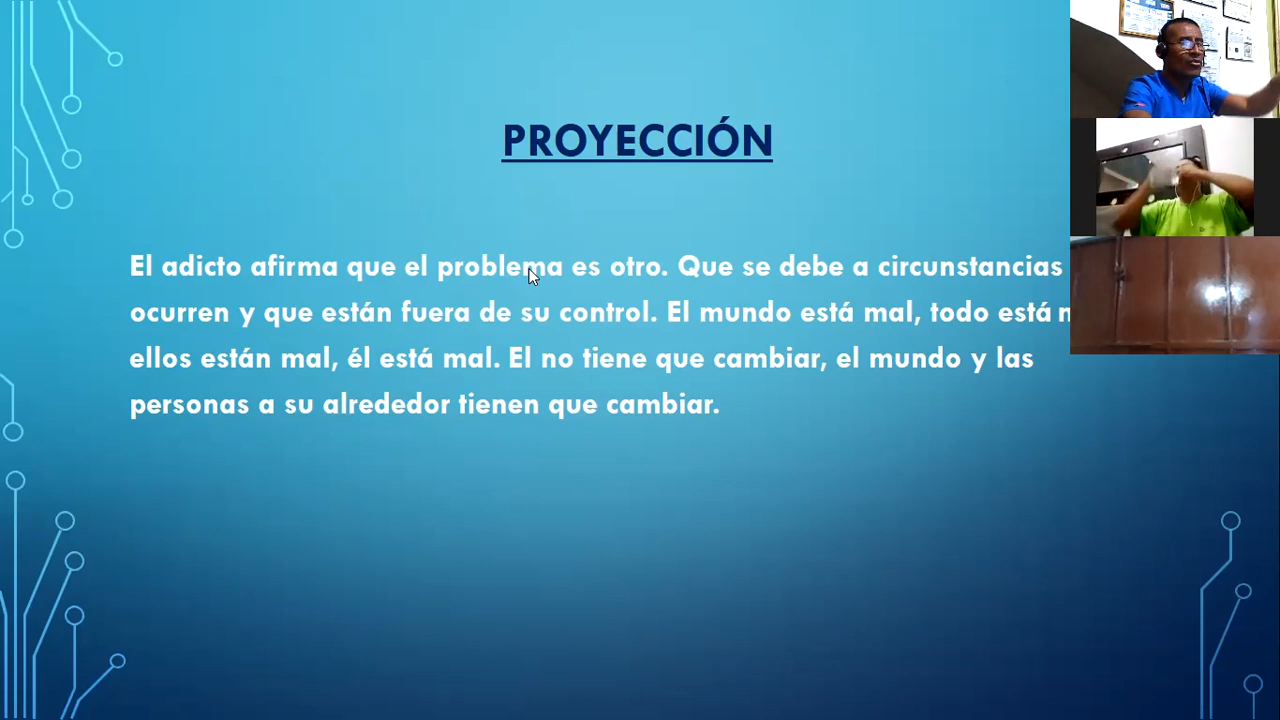 PROYECCIÓN
El adicto afirma que el problema es otro. Que se debe a circunstancias
ocurren y que están fuera de su control. El mundo está mal, todo está
ellos están mal, él está mal. El no tiene que cambiar, el mundo y las
personas a su alrededor tienen que cambiar.